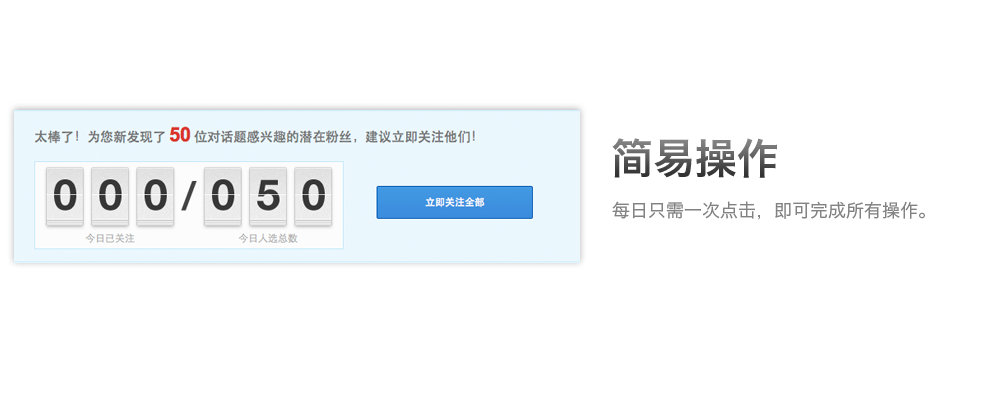 太棒了！为您新发现了 50 位对话题感兴趣的潜在粉丝，建议立即关注他们！
000/050
今日已关注 今日人选总数
立即关注全部
简易操作
每日只需一次点击，即可完成所有操作。